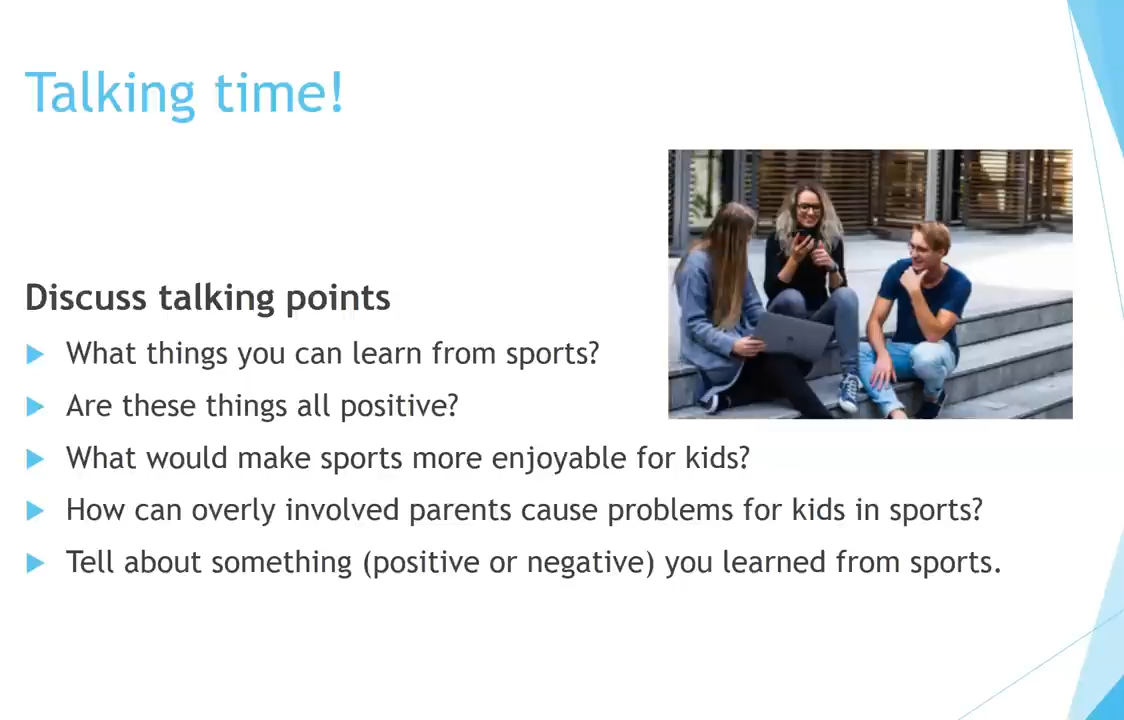 Talking time!
Discuss talking points
What things you can learn from sports?
Are these things all positive?
What would make sports more enjoyable for kids?
How can overly involved parents cause problems for kids in sports?
Tell about something (positive or negative) you learned from sports.